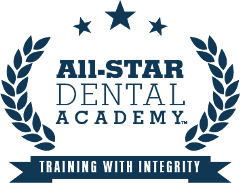 All-STAR
DENTAL
ACADEMY™
TRAINING WITH INTEGRITY